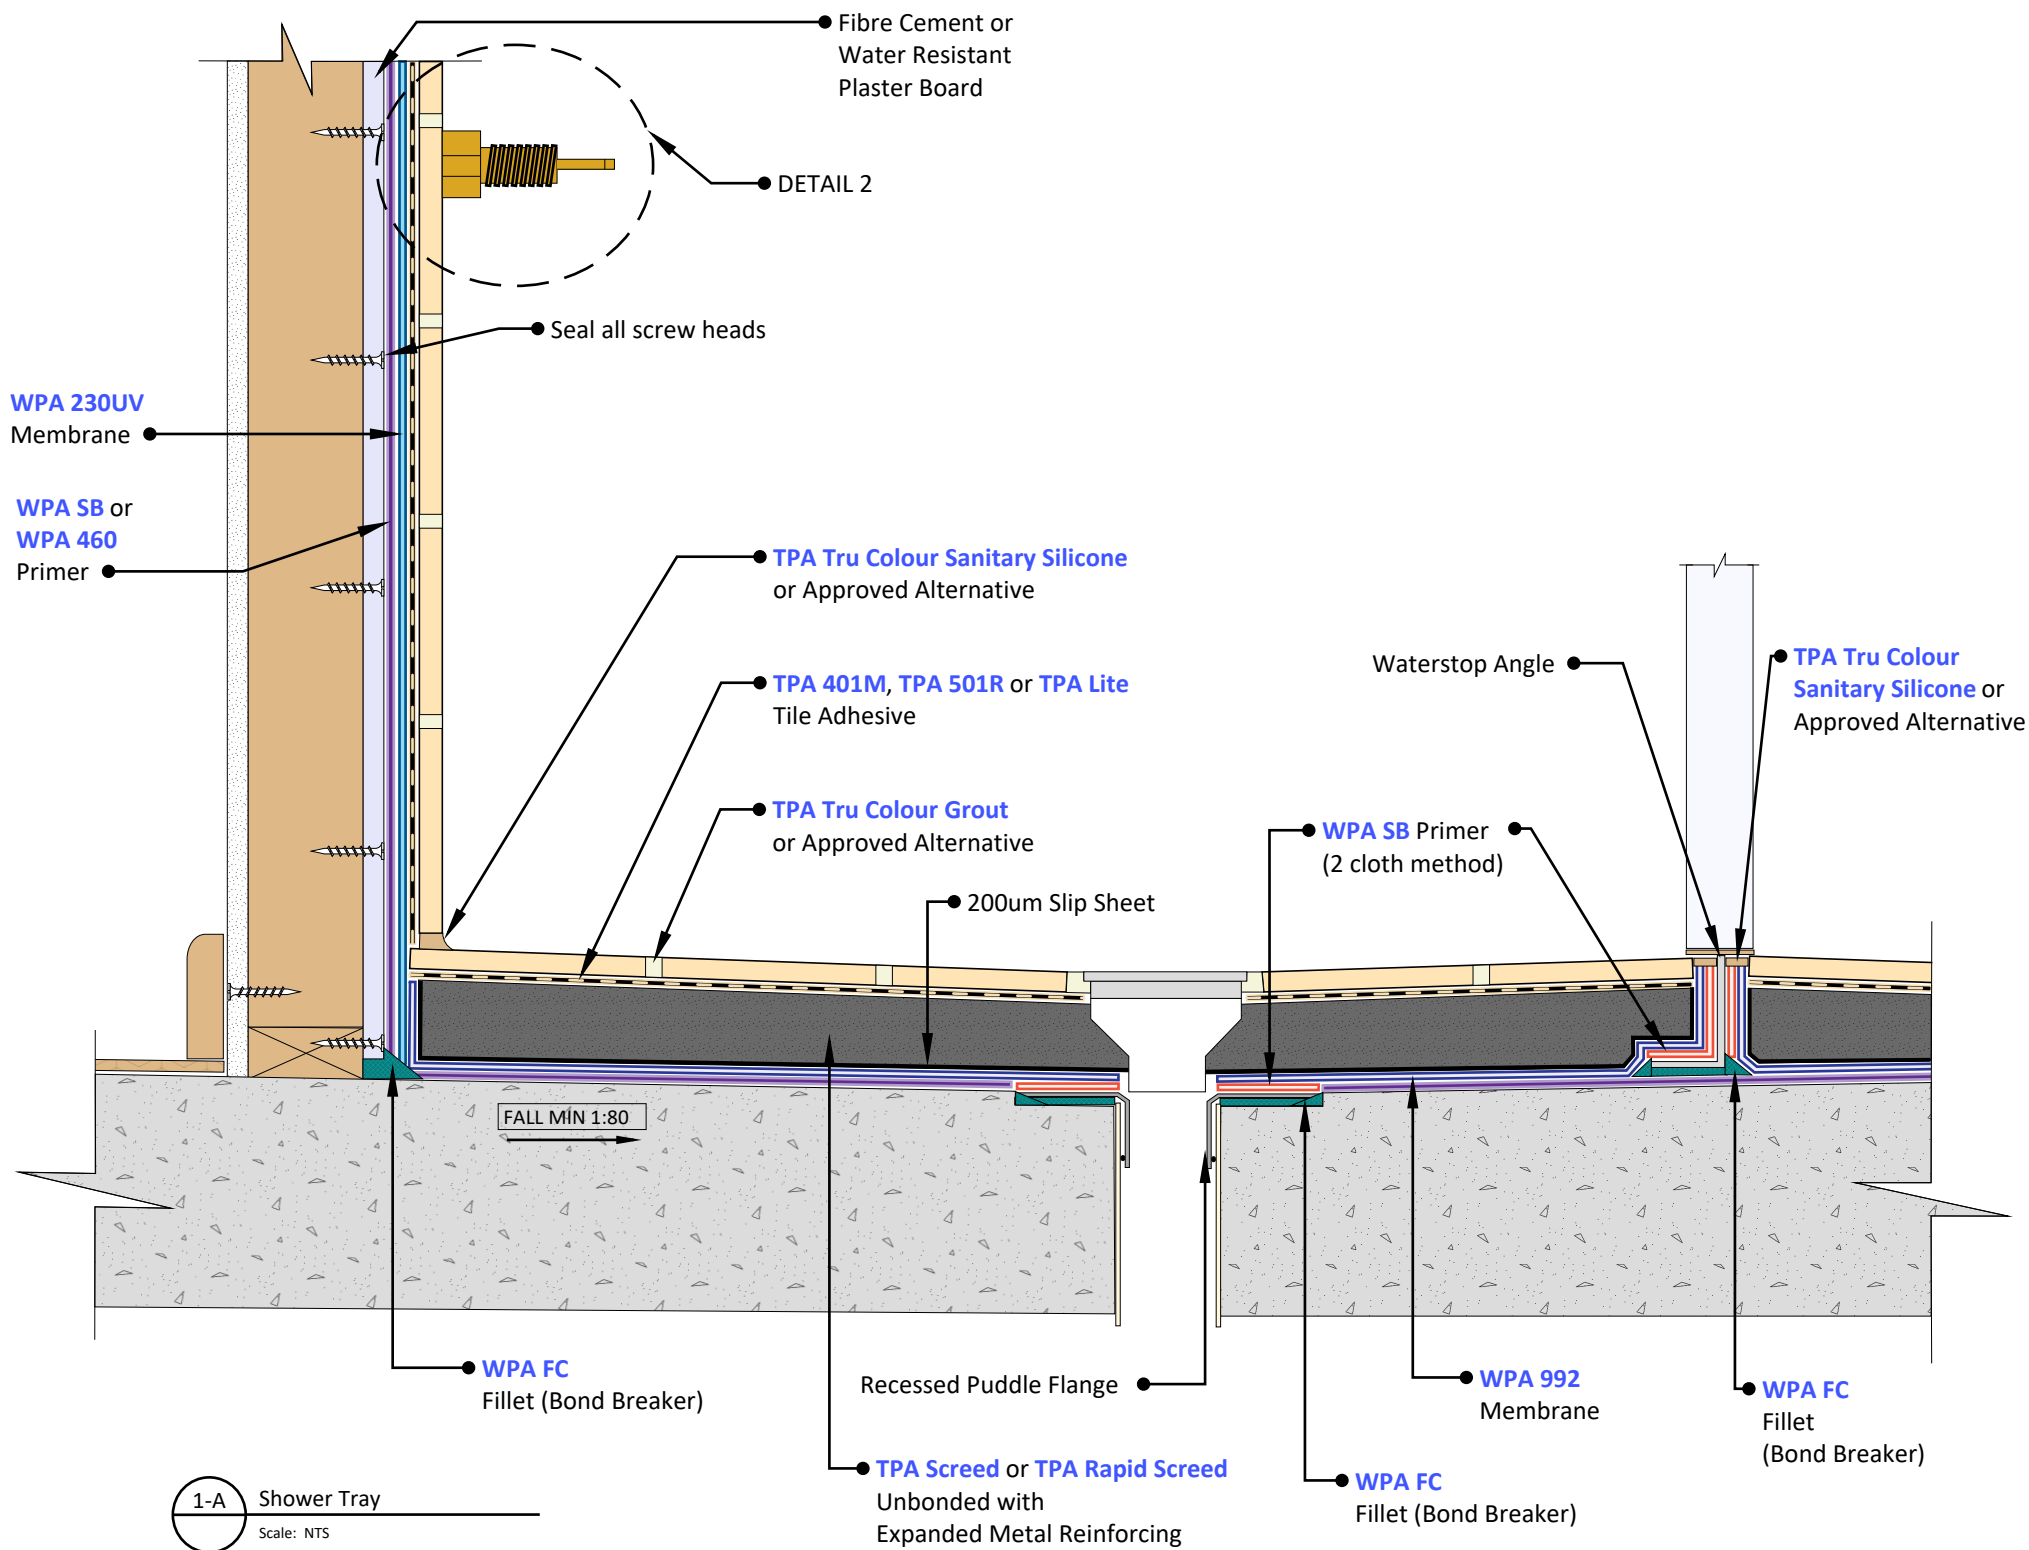 Fibre Cement or
Water Resistant
Plaster Board
DETAIL 2
Seal all screw heads
WPA 230UV
Membrane
WPA SB or
WPA 460
Primer
TPA Tru Colour Sanitary Silicone
or Approved Alternative
TPA 401M, TPA 501R or TPA Lite
Tile Adhesive
TPA Tru Colour Grout
or Approved Alternative
200um Slip Sheet
Waterstop Angle
TPA Tru Colour
Sanitary Silicone or
Approved Alternative
WPA SB Primer
(2 cloth method)
FALL MIN 1:80
WPA FC
Fillet (Bond Breaker)
Recessed Puddle Flange
WPA 992
Membrane
WPA FC
Fillet
(Bond Breaker)
TPA Screed or TPA Rapid Screed
Unbonded with
Expanded Metal Reinforcing
WPA FC
Fillet (Bond Breaker)
1-A
Shower Tray
Scale: NTS